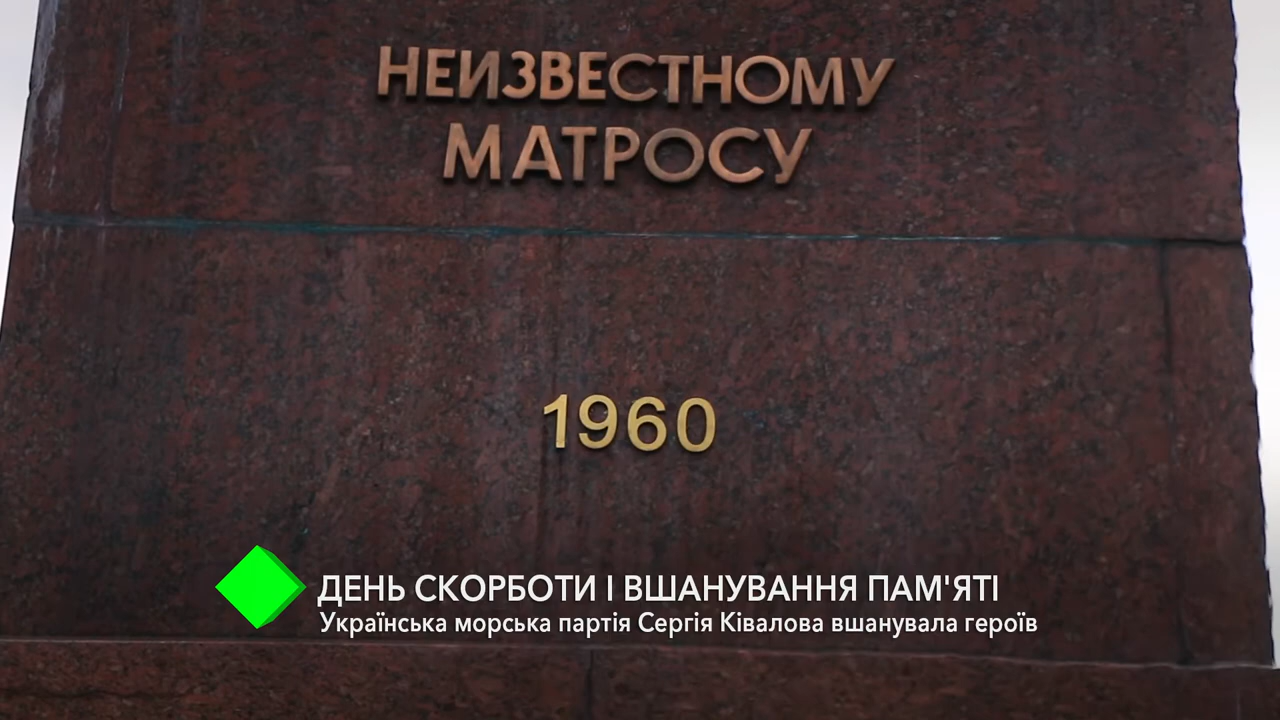 НЕИЗВЕСТНОМУ
МАТРОСУ
1960
ДЕНЬ СКОРБОТИ І ВШАНУВАННЯ ПАМ'ЯТІ
Українська морська партія Сергія Ківалова вшанувала героїв